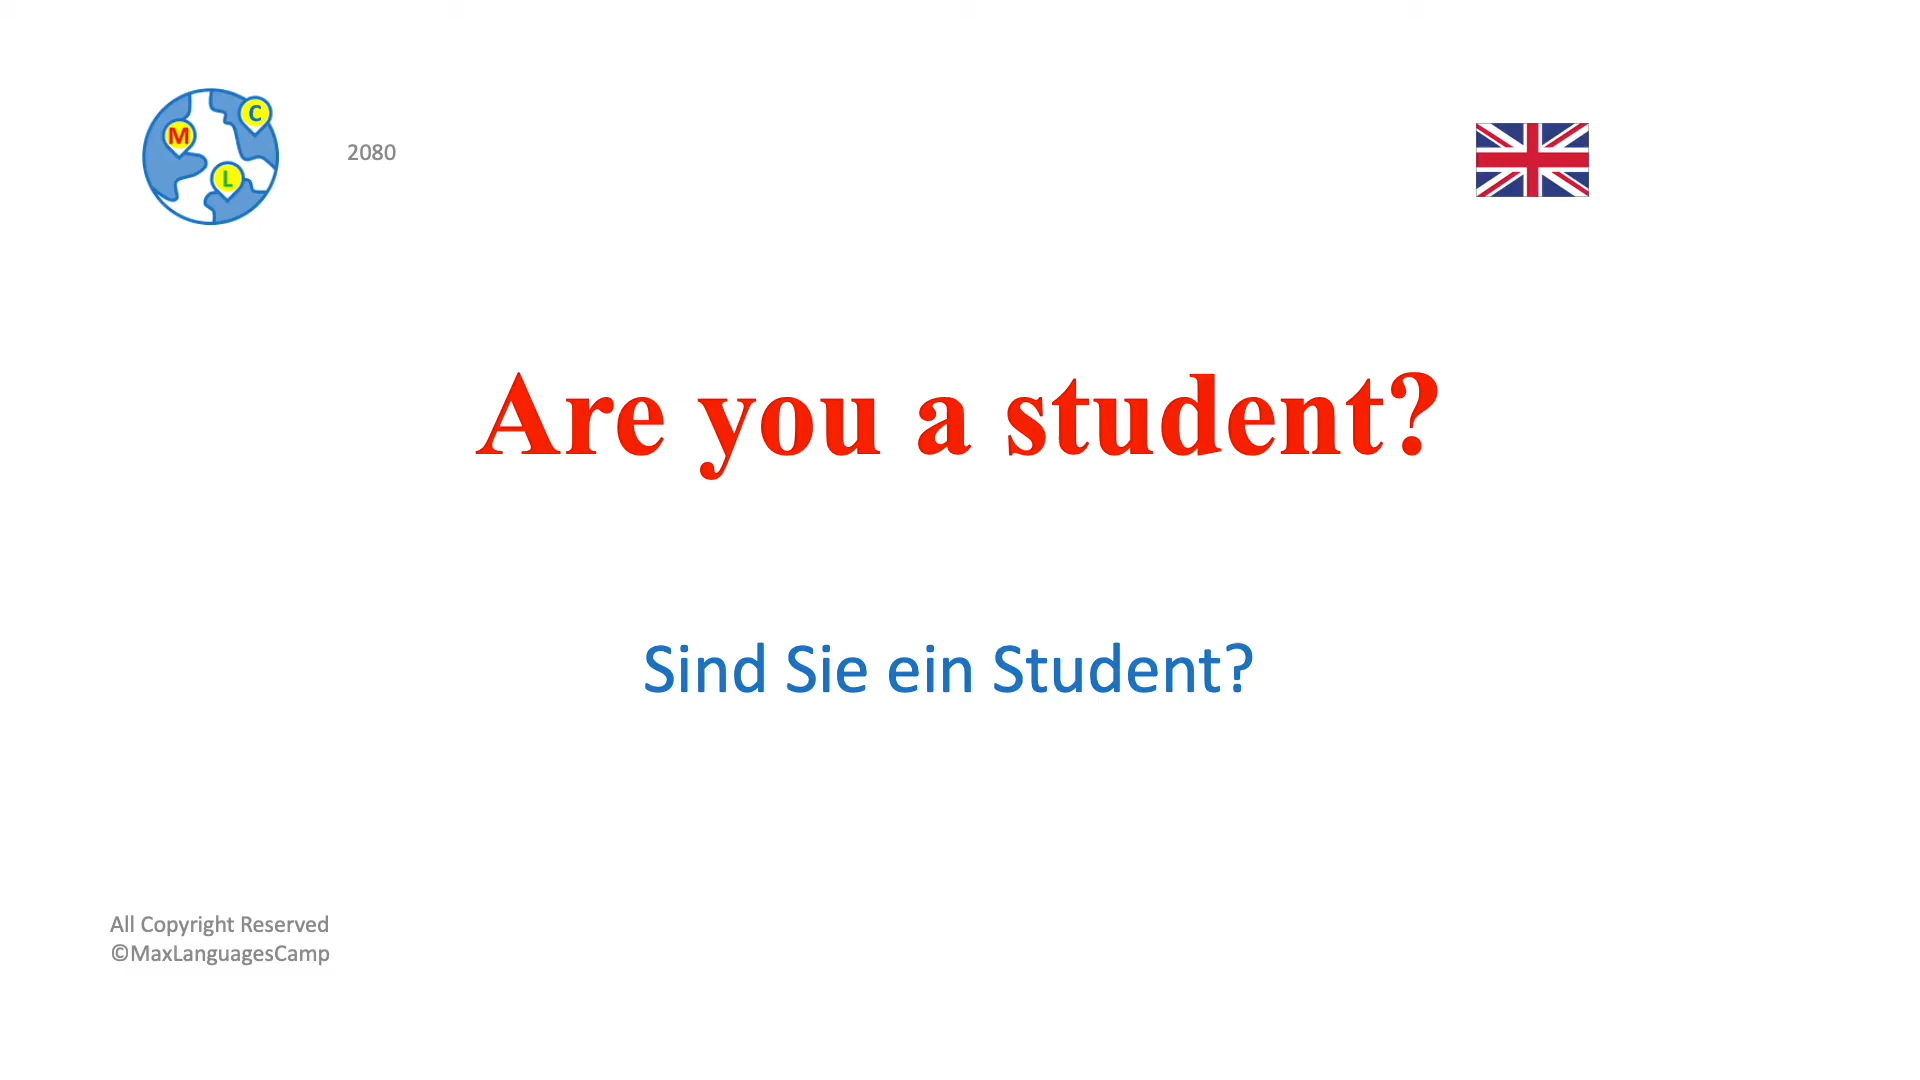 C
M
L
2080
Are you a student?
Sind Sie ein Student?
All Copyright Reserved
©MaxLanguagesCamp